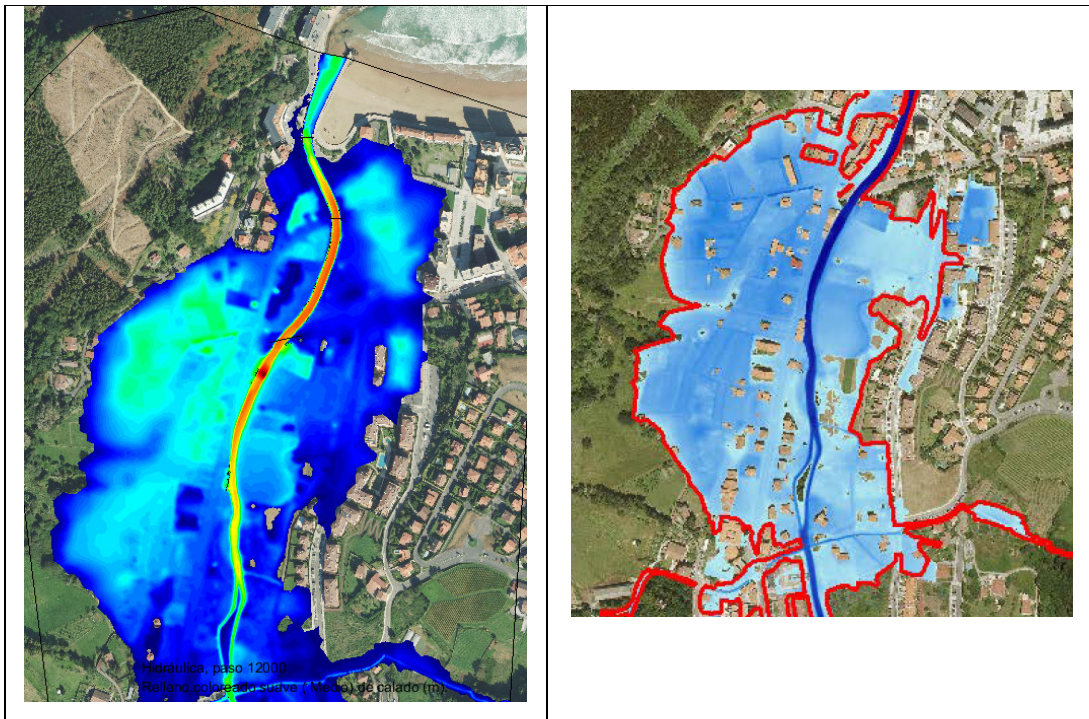 Hidráulica, paso 12000.
Relleno coloreado suave ( Medio) de calado (m).